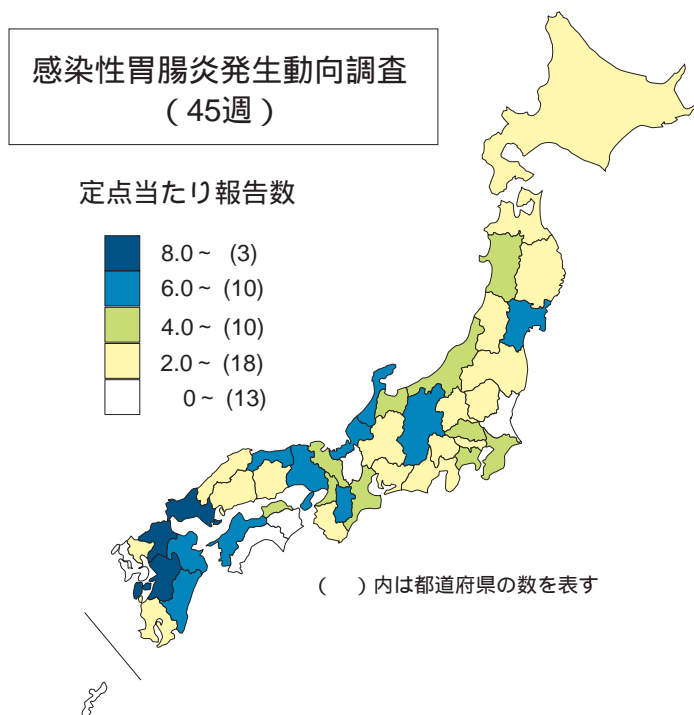 感染性胃腸炎発生動向調査
（45週）
定点当たり報告数
8.0～ (3)
6.0～ (10)
4.0～ (10)
2.0～ (18)
0～ (13)
（　）内は都道府県の数を表す